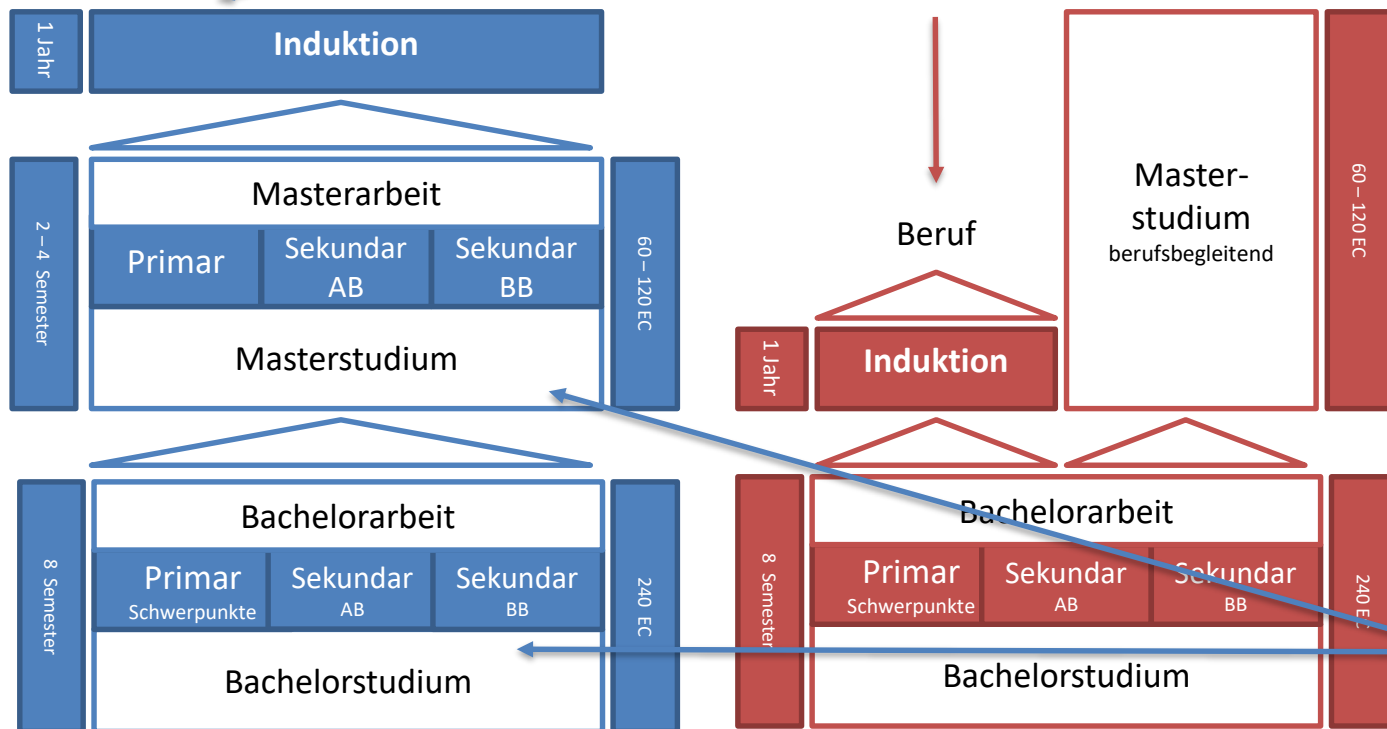 1 Jahr
Induktion
2 – 4 Semester
Masterarbeit
Primar
Sekundar
AB
Sekundar
BB
Masterstudium
60 – 120 EC
8 Semester
Bachelorarbeit
Primar
Schwerpunkte
Sekundar
AB
Sekundar
BB
Bachelorstudium
240 EC
Beruf
1 Jahr
Induktion
Master-
studium
berufsbegleitend
60 – 120 EC
8 Semester
Bachelorarbeit
Primar
Schwerpunkte
Sekundar
AB
Sekundar
BB
Bachelorstudium
240 EC